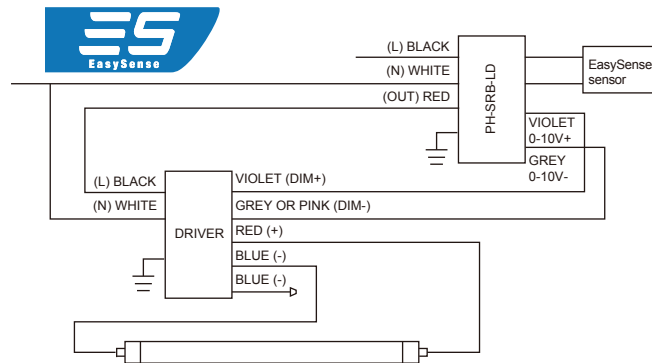 ES
EasySense
(L) BLACK
(N) WHITE
(OUT) RED
PH-SRB-LD
EasySense
sensor
VIOLET
0-10V+
GREY
0-10V-
(L) BLACK
(N) WHITE
DRIVER
VIOLET (DIM+)
GREY OR PINK (DIM-)
RED (+)
BLUE (-)
BLUE (-)